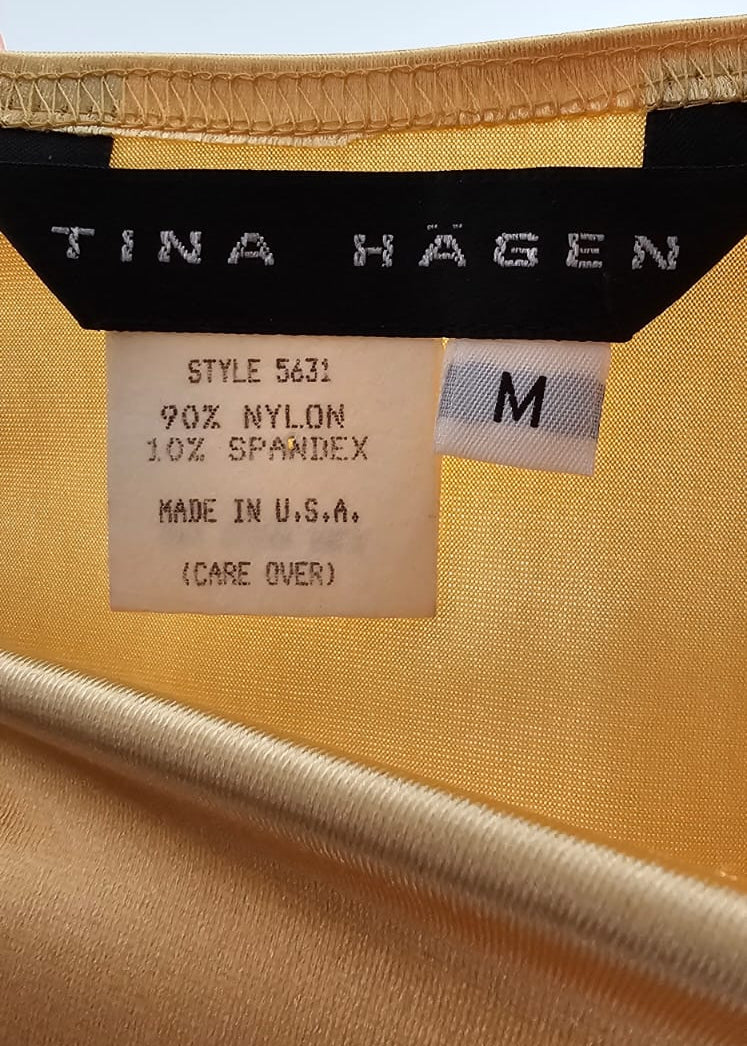 TINA HÄGEN
STYLE 5631
90% NYLON
10% SPANDEX
MADE IN U.S.A.
(CARE OVER)
M